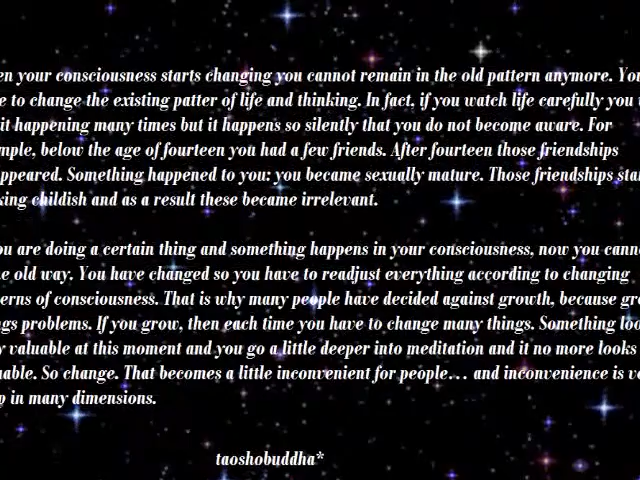 en your consciousness starts changing you cannot remain in the old pattern anymore. You
e to change the existing patter of life and thinking. In fact, if you watch life carefully you
it happening many times but it happens so silently that you do not become aware. For
mple, below the age of fourteen you had a few friends. After fourteen those friendships
appeared. Something happened to you: you became sexually mature. Those friendships star
king childish and as a result these became irrelevant.
ou are doing a certain thing and something happens in your consciousness, now you canno
he old way. You have changed so you have to readjust everything according to changing
terns of consciousness. That is why many people have decided against growth, because gro
ngs problems. If you grow, then each time you have to change many things. Something loo
y valuable at this moment and you go a little deeper into meditation and it no more looks
uable. So change. That becomes a little inconvenient for people… and inconvenience is ve
p in many dimensions.
taoshobuddha*